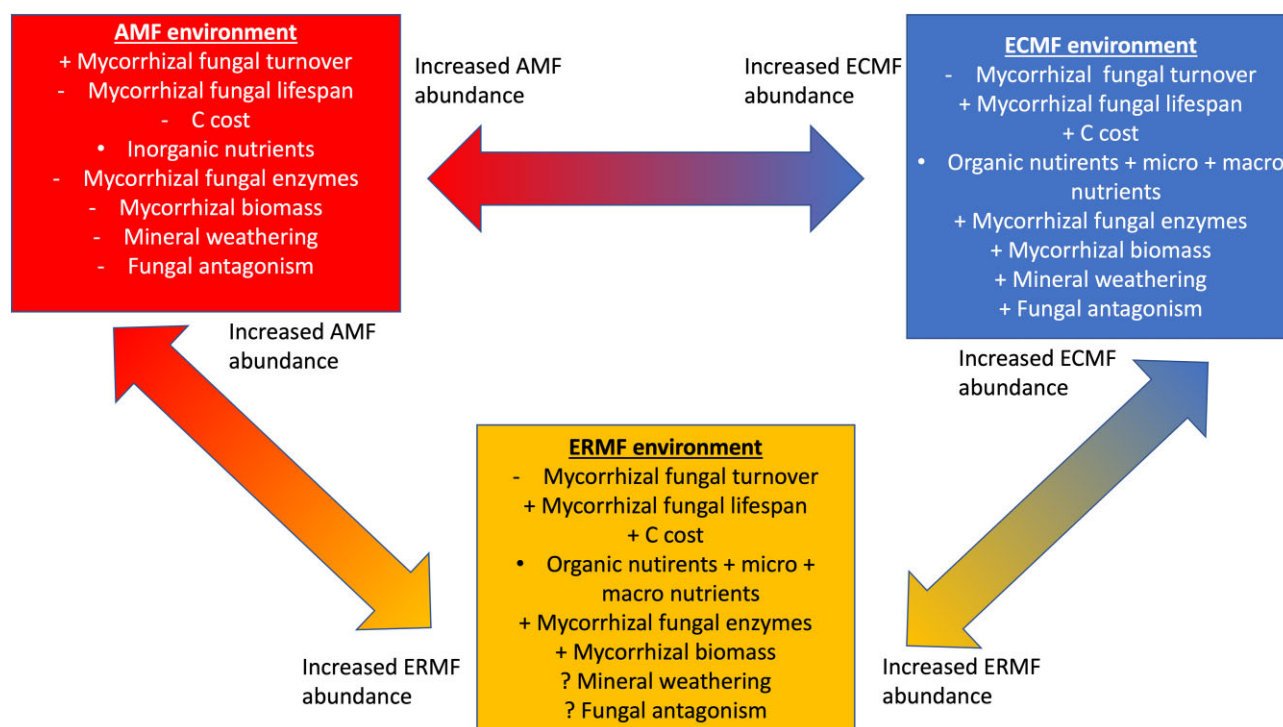 AMF environment
+ Mycorrhizal fungal turnover
- Mycorrhizal fungal lifespan
- C cost
• Inorganic nutrients
- Mycorrhizal fungal enzymes
- Mycorrhizal biomass
- Mineral weathering
- Fungal antagonism
Increased AMF
abundance
Increased ECMF
abundance
ECMF environment
- Mycorrhizal fungal turnover
+ Mycorrhizal fungal lifespan
+ C cost
• Organic nutirents + micro + macro
nutrients
+ Mycorrhizal fungal enzymes
+ Mycorrhizal biomass
+ Mineral weathering
+ Fungal antagonism
Increased AMF
abundance
Increased ECMF
abundance
ERMF environment
- Mycorrhizal fungal turnover
+ Mycorrhizal fungal lifespan
+ C cost
• Organic nutirents + micro +
macro nutrients
+ Mycorrhizal fungal enzymes
+ Mycorrhizal biomass
? Mineral weathering
? Fungal antagonism
Increased ERMF
abundance
Increased ERMF
abundance